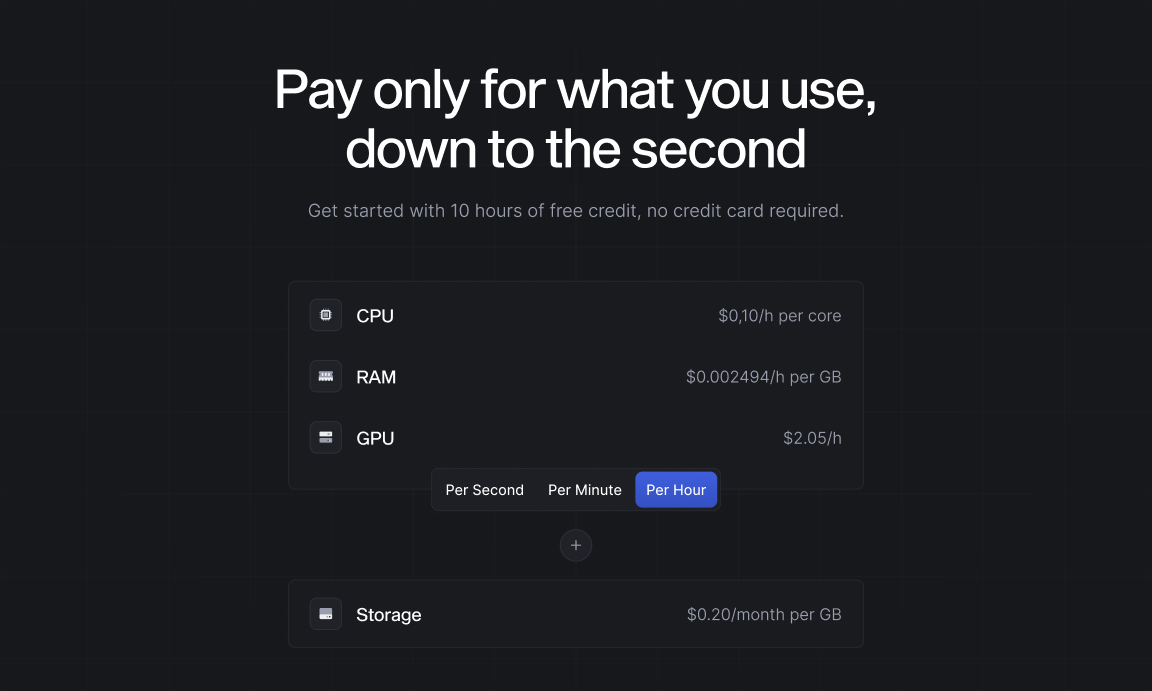 Pay only for what you use,
down to the second
Get started with 10 hours of free credit, no credit card required.
CPU $0,10/h per core
RAM $0.002494/h per GB
GPU $2.05/h
Per Second Per Minute Per Hour
+
Storage $0.20/month per GB